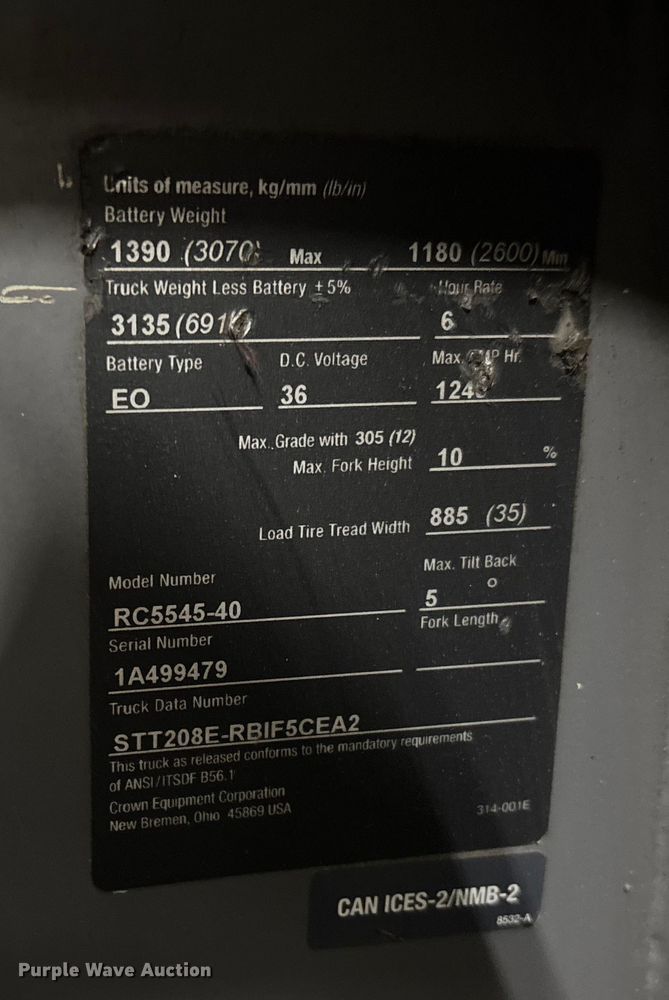 Units of measure, kg/mm (lb/in)
Battery Weight
1390 (3070) Max 1180 (2600) Min
Truck Weight Less Battery ± 5% Hour Rate
3135 6
Battery Type D.C. Voltage Max. Hr.
EO 36
Max. Grade with 305 (12)
Max. Fork Height 10 %
Load Tire Tread Width 885 (35)
Model Number Max. Tilt Back
RC5545-40 5 °
Serial Number Fork Length
1A499479
Truck Data Number
STT208E-RBIF5CEA2
This truck as released conforms to the mandatory requirements
of ANSI/ITSDF B56.1
Crown Equipment Corporation
New Bremen, Ohio 45869 USA
314-001E
CAN ICES-2/NMB-2
8532-A
Purple Wave Auction